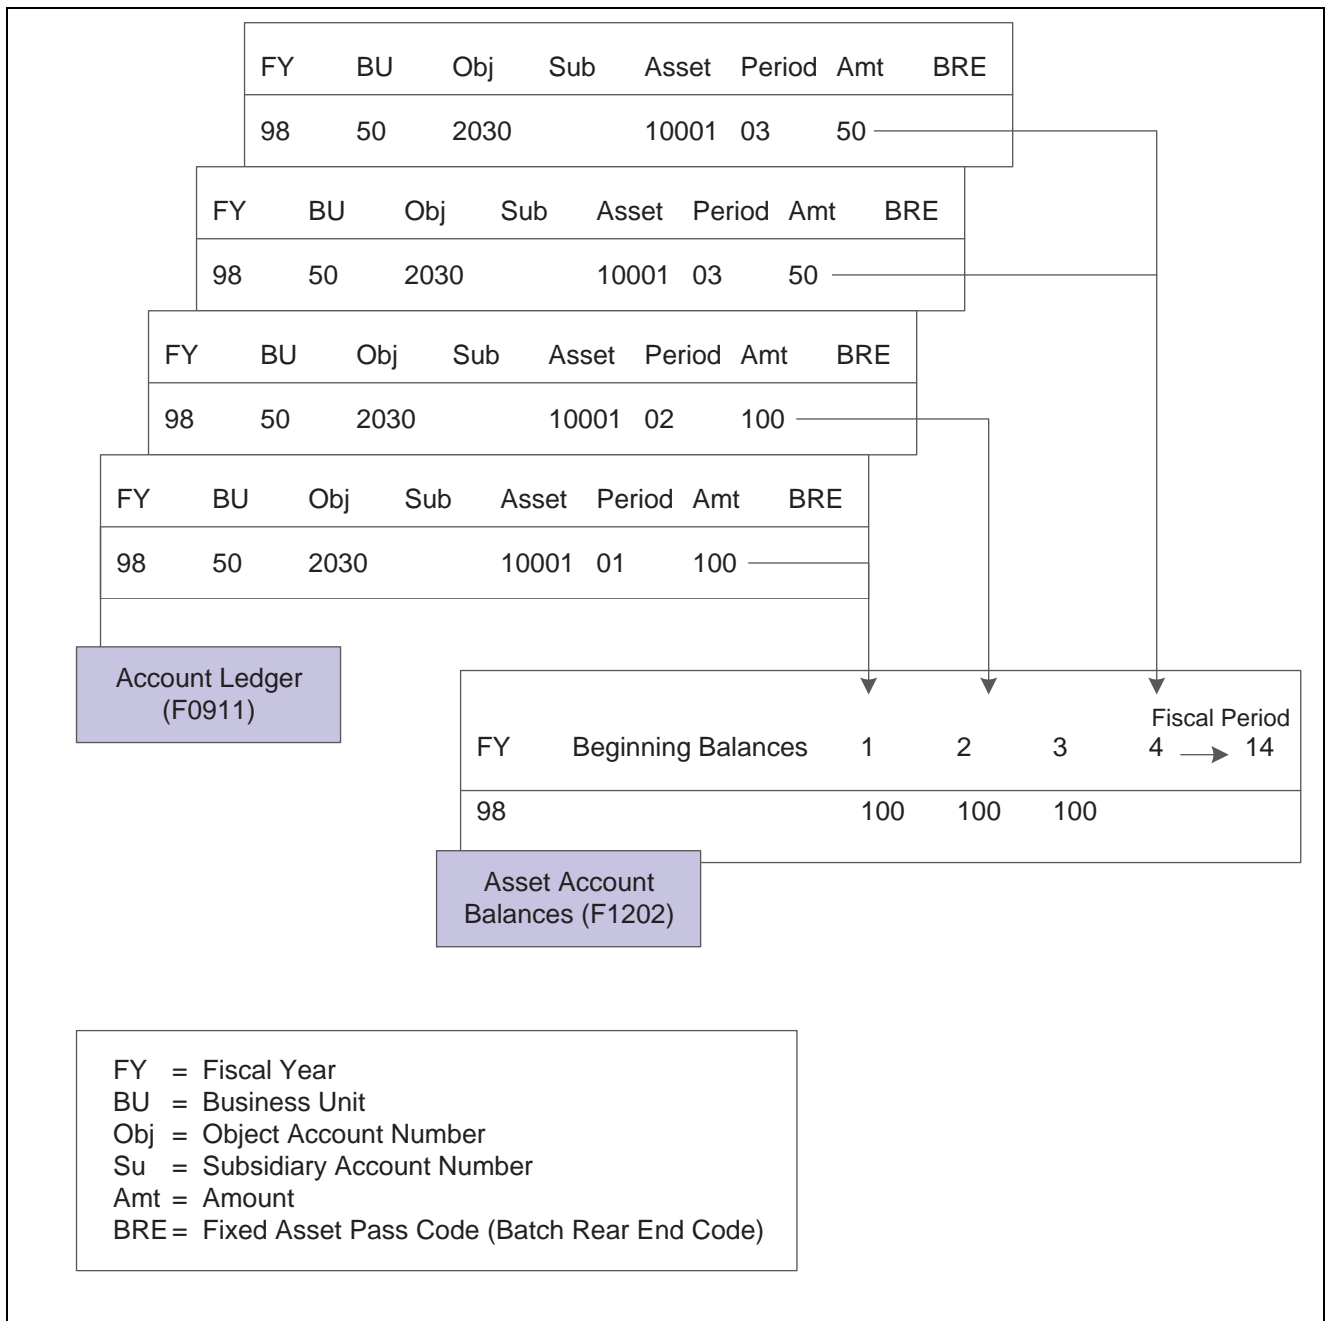 FY BU Obj Sub Asset Period Amt BRE
98 50 2030 10001 03 50
FY BU Obj Sub Asset Period Amt BRE
98 50 2030 10001 03 50
FY BU Obj Sub Asset Period Amt BRE
98 50 2030 10001 02 100
FY BU Obj Sub Asset Period Amt BRE
98 50 2030 10001 01 100
Account Ledger
(F0911)
Fiscal Period
FY Beginning Balances 1 2 3 4 14
98 100 100 100
Asset Account
Balances (F1202)
FY = Fiscal Year
BU = Business Unit
Obj = Object Account Number
Su = Subsidiary Account Number
Amt = Amount
BRE = Fixed Asset Pass Code (Batch Rear End Code)